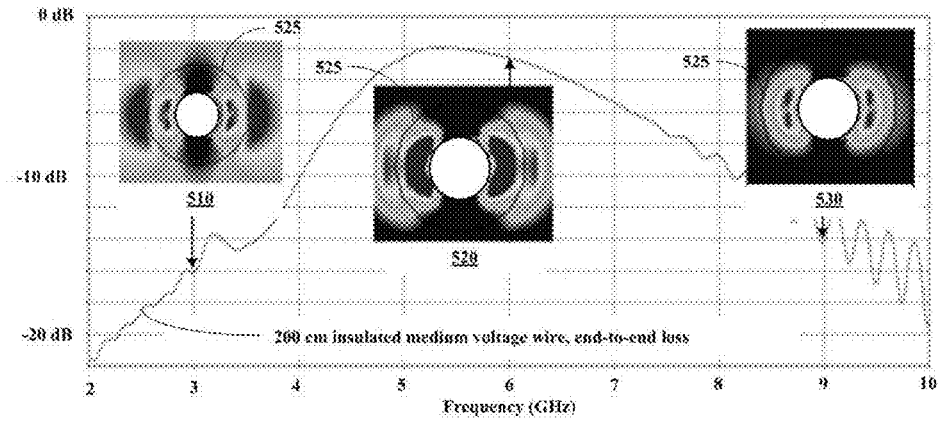 0 dB
525
525
525
-10 dB
510
520
530
-20 dB
200 cm insulated medium voltage wire, end-to-end loss
2 3 4 5 6 7 8 9 10
Frequency (GHz)